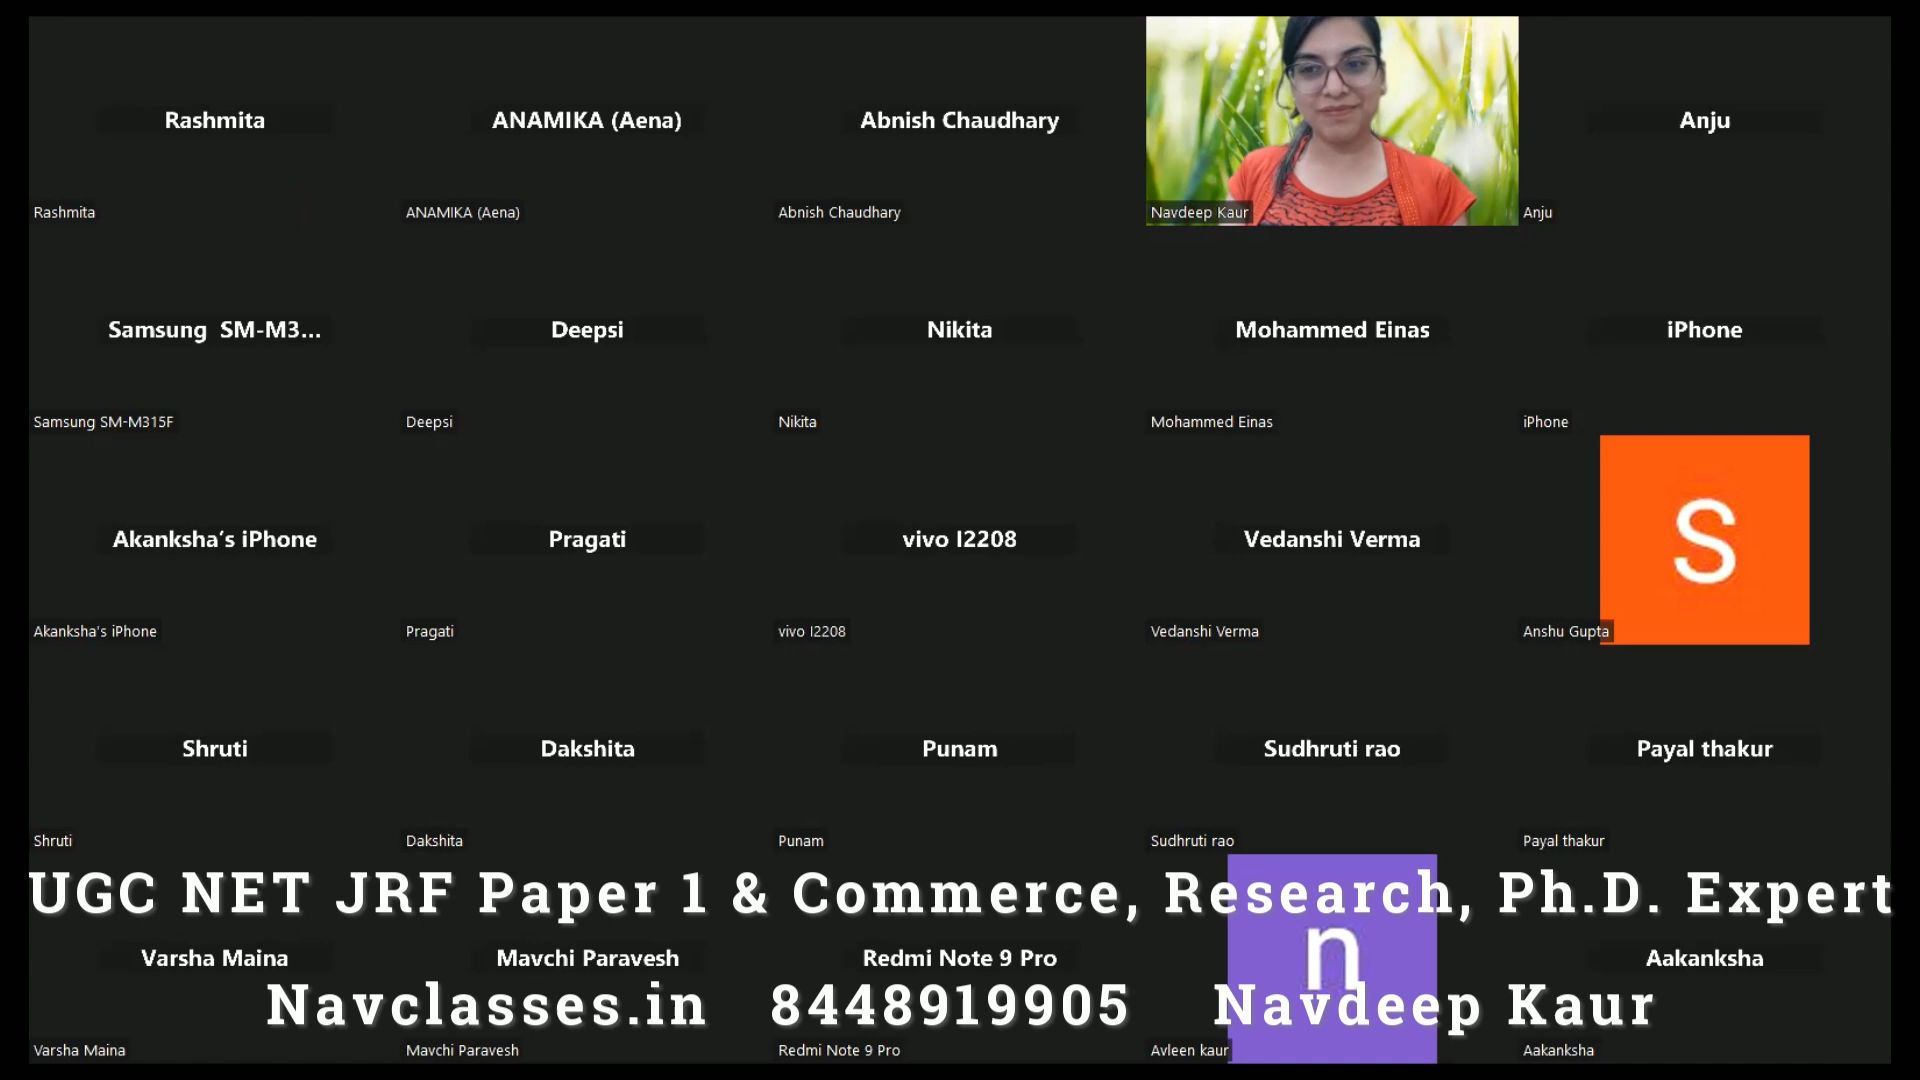 Rashmita
ANAMIKA (Aena)
Abnish Chaudhary
Anju
Rashmita
ANAMIKA (Aena)
Abnish Chaudhary
Navdeep Kaur
Anju
Samsung SM-M3...
Deepsi
Nikita
Mohammed Einas
iPhone
Samsung SM-M315F
Deepsi
Nikita
Mohammed Einas
iPhone
Akanksha's iPhone
Pragati
vivo I2208
Vedanshi Verma
S
Akanksha's iPhone
Pragati
vivo I2208
Vedanshi Verma
Anshu Gupta
Shruti
Dakshita
Punam
Sudhruti rao
Payal thakur
Shruti
Dakshita
Punam
Sudhruti rao
Payal thakur
UGC NET JRF Paper 1 & Commerce, Research, Ph.D. Expert
Varsha Maina
Mavchi Paravesh
Redmi Note 9 Pro
n
Aakanksha
Navclasses.in 8448919905 Navdeep Kaur
Varsha Maina
Mavchi Paravesh
Redmi Note 9 Pro
Avleen kaur
Aakanksha